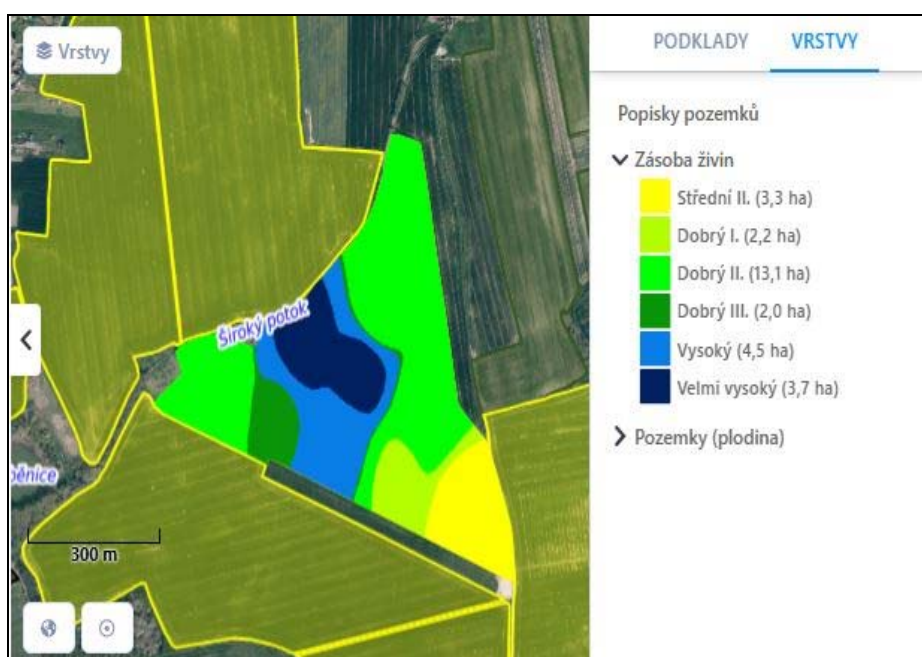 Vrstvy
PODKLADY
VRSTVY
Popisky pozemků
Zásoba živin
Střední II. (3,3 ha)
Dobrý I. (2,2 ha)
Dobrý II. (13,1 ha)
Dobrý III. (2,0 ha)
Vysoký (4,5 ha)
Velmi vysoký (3,7 ha)
Pozemky (plodina)
Široký potok
300 m